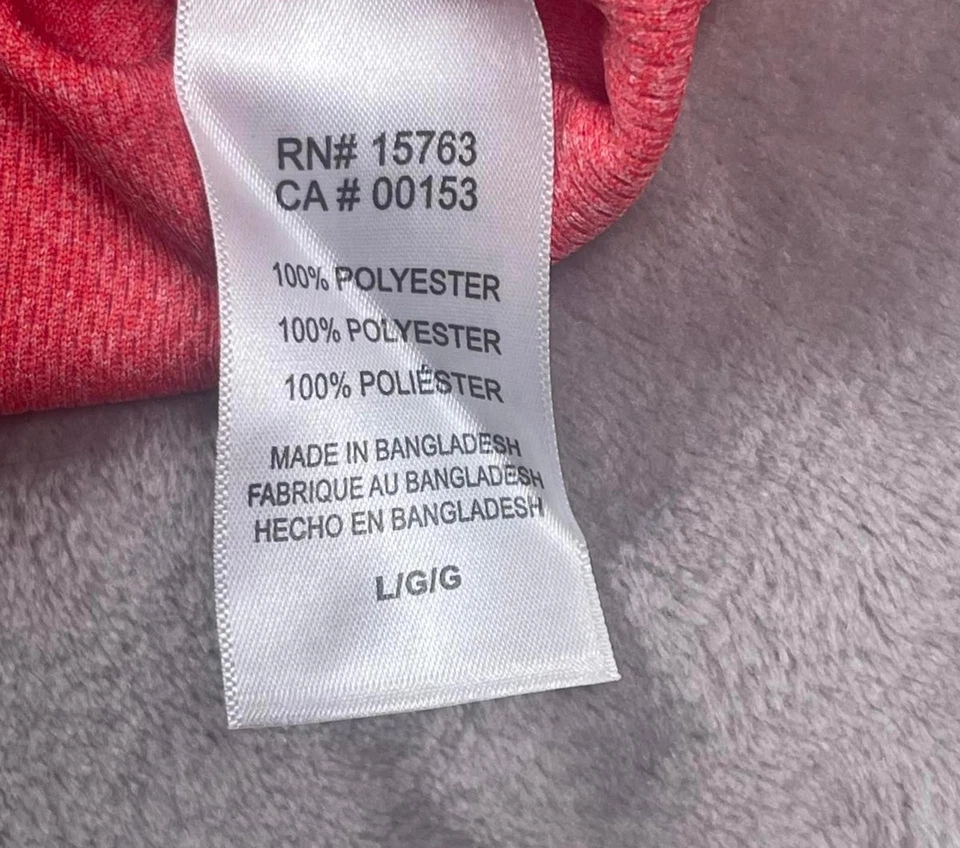 RN# 15763
CA # 00153
100% POLYESTER
100% POLYESTER
100% POLIÉSTER
MADE IN BANGLADESH
FABRIQUE AU BANGLADESH
HECHO EN BANGLADESH
L/G/G